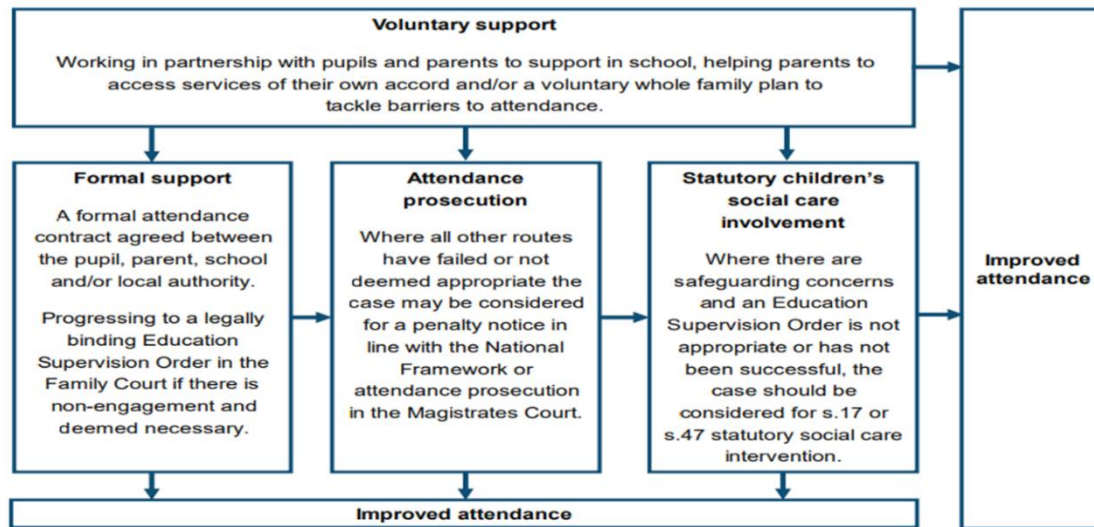 Voluntary support
Working in partnership with pupils and parents to support in school, helping parents to
access services of their own accord and/or a voluntary whole family plan to
tackle barriers to attendance.
Formal support
A formal attendance
contract agreed between
the pupil, parent, school
and/or local authority.
Progressing to a legally
binding Education
Supervision Order in the
Family Court if there is
non-engagement and
deemed necessary.
Attendance
prosecution
Where all other routes
have failed or not
deemed appropriate the
case may be considered
for a penalty notice in
line with the National
Framework or
attendance prosecution
in the Magistrates Court.
Statutory children's
social care
involvement
Where there are
safeguarding concerns
and an Education
Supervision Order is not
appropriate or has not
been successful, the
case should be
considered for s.17 or
s.47 statutory social care
intervention.
Improved
attendance
Improved attendance